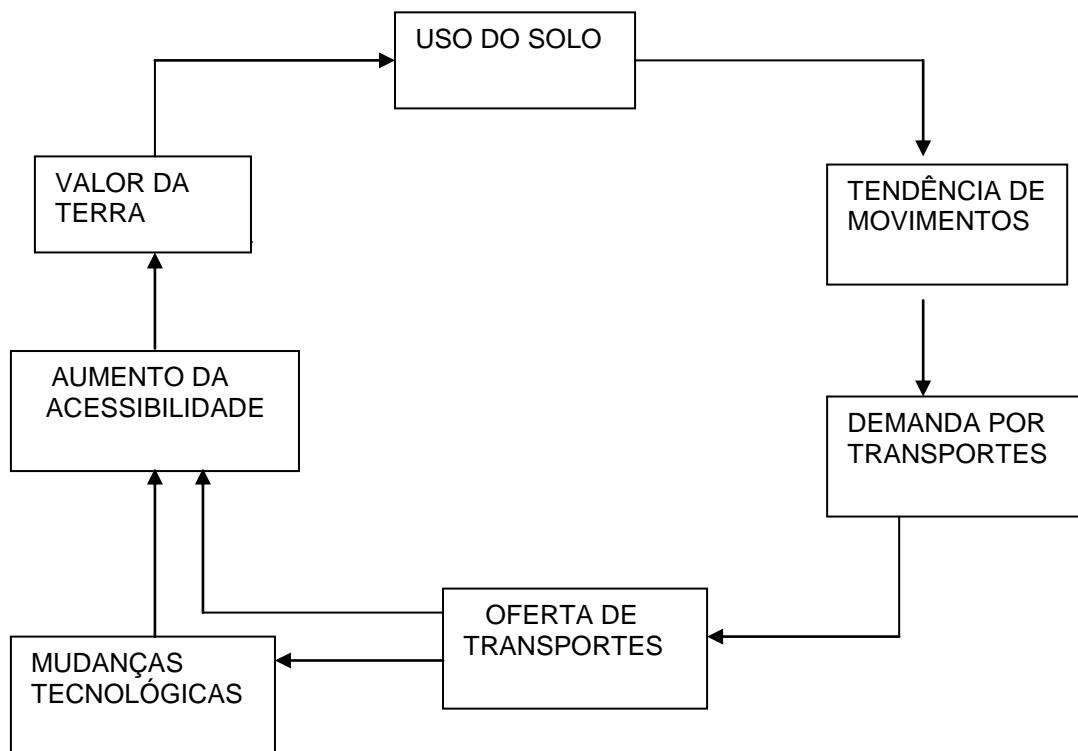 USO DO SOLO
VALOR DA
TERRA
TENDÊNCIA DE
MOVIMENTOS
AUMENTO DA
ACESSIBILIDADE
DEMANDA POR
TRANSPORTES
OFERTA DE
TRANSPORTES
MUDANÇAS
TECNOLÓGICAS